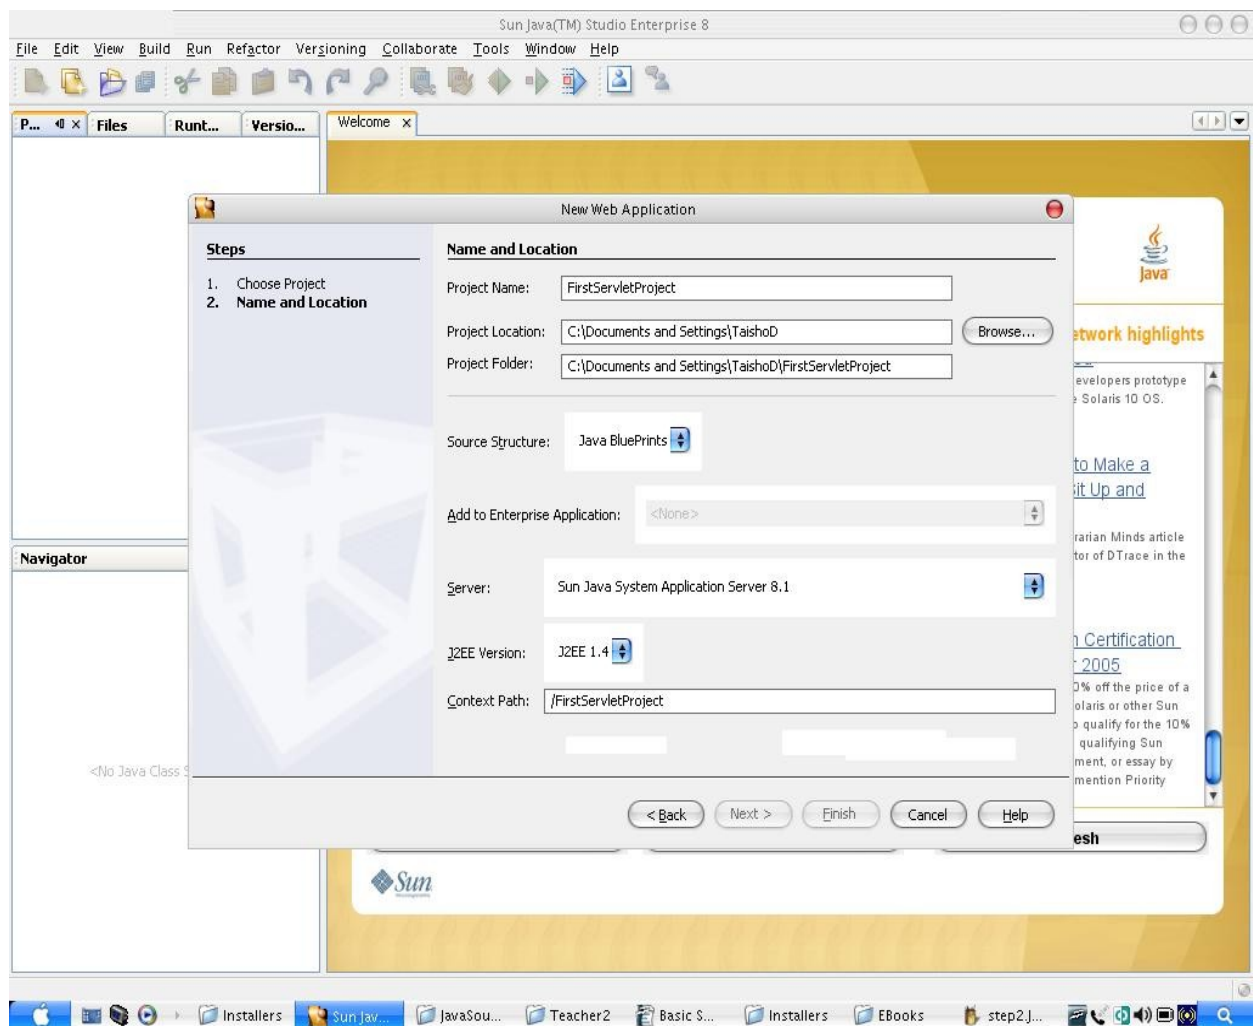 Sun Java(TM) Studio Enterprise 8
File Edit View Build Run Refactor Versioning Collaborate Tools Window Help
P... Files Runt... Versio... Welcome x
New Web Application
Steps
1. Choose Project
2. Name and Location
Name and Location
Project Name: FirstServletProject
Project Location: C:\Documents and Settings\TaishoD Browse...
Project Folder: C:\Documents and Settings\TaishoD\FirstServletProject
Source Structure: Java BluePrints
Add to Enterprise Application: <None>
Server: Sun Java System Application Server 8.1
J2EE Version: J2EE 1.4
Context Path: /FirstServletProject
< Back Next > Finish Cancel Help
Java
etwork highlights
evelopers prototype
Solaris 10 OS.
to Make a
it Up and
rarian Minds article
tor of DTrace in the
Certification
2005
0% off the price of a
olaris or other Sun
o qualify for the 10%
qualifying Sun
ment, or essay by
mention Priority
esh
Navigator
<No Java Class
Sun
Installers Sun Jav... JavaSou... Teacher2 Basic S... Installers EBooks step2.J...